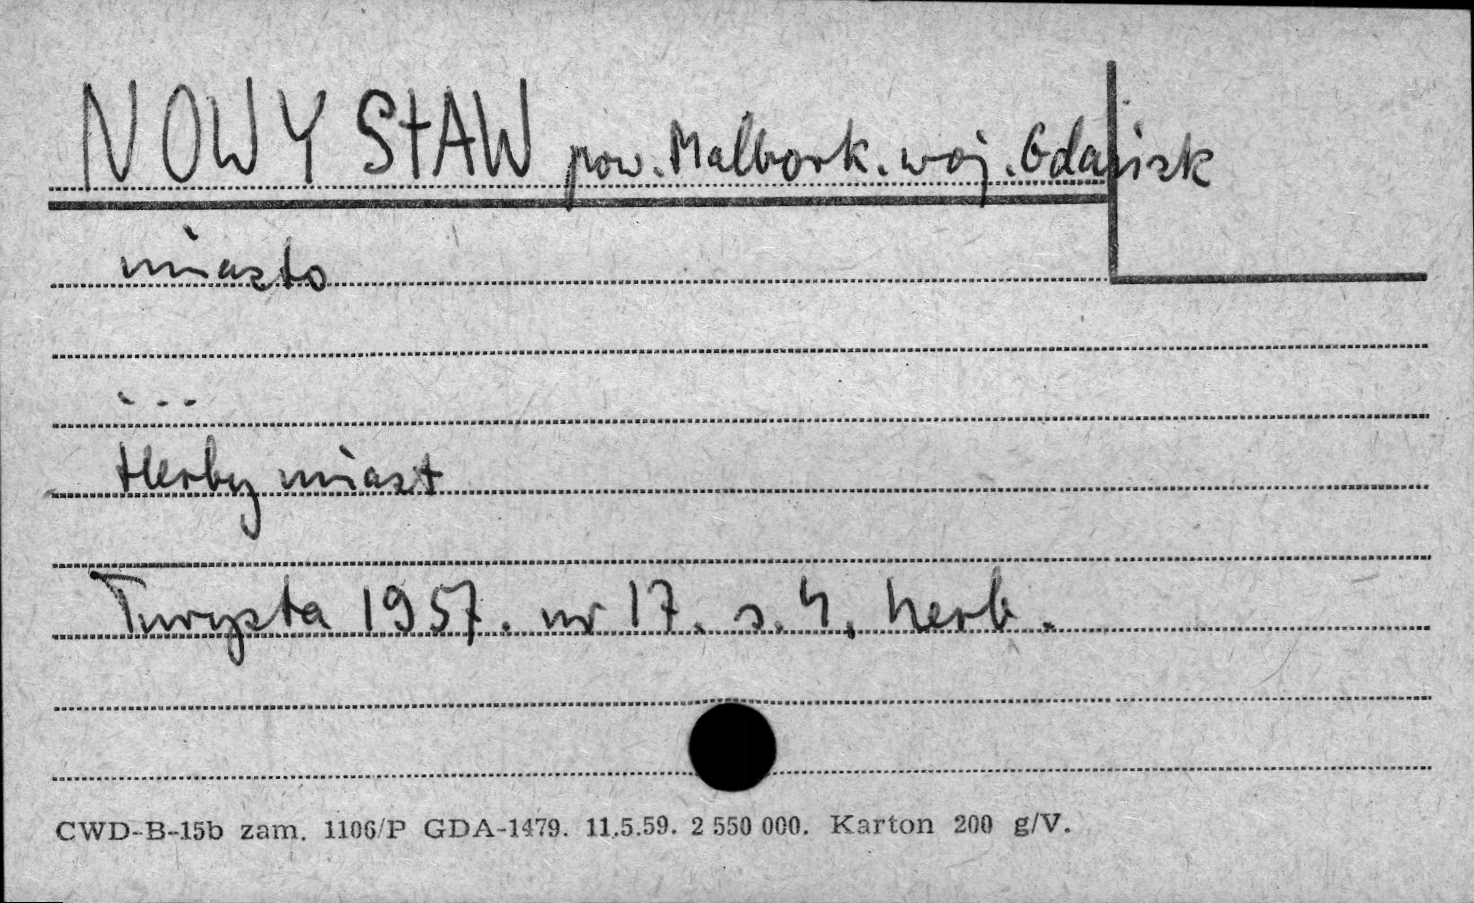 NOWY STAW pow. Malbork. woj. Gdańsk
miasto
...
Herby miast
Turysta 1957. nr 17. s. 4. herb.
CWD-B-15b zam. 1106/P GDA-1479. 11.5.59. 2 550 000. Karton 200 g/V.